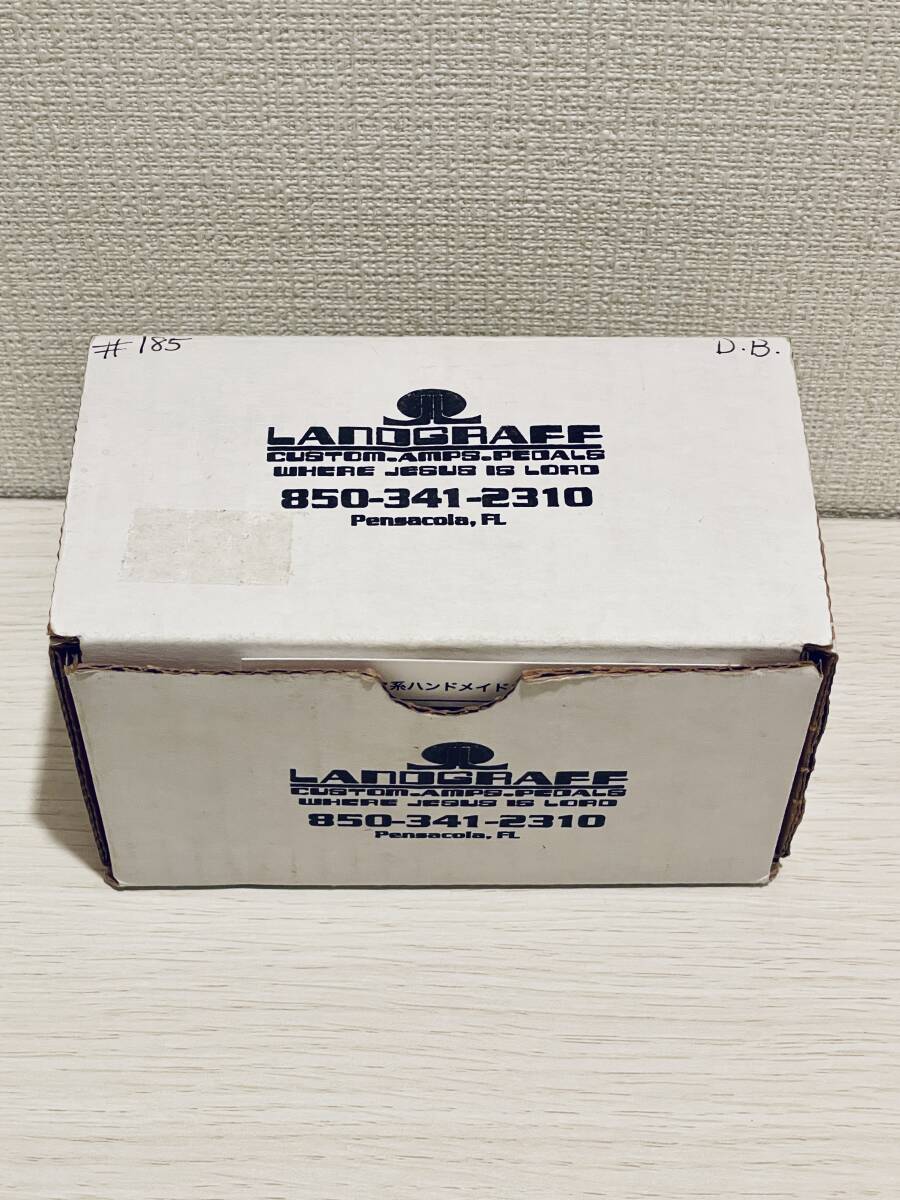 #185
D.B.
LANDGRAFF
CUSTOM.AMPS.PEDALS
WHERE JESUS IS LORD
850-341-2310
Pensacola, FL
系ハンドメイド
LANDGRAFF
CUSTOM.AMPS.PEDALS
WHERE JESUS IS LORD
850-341-2310
Pensacola, FL